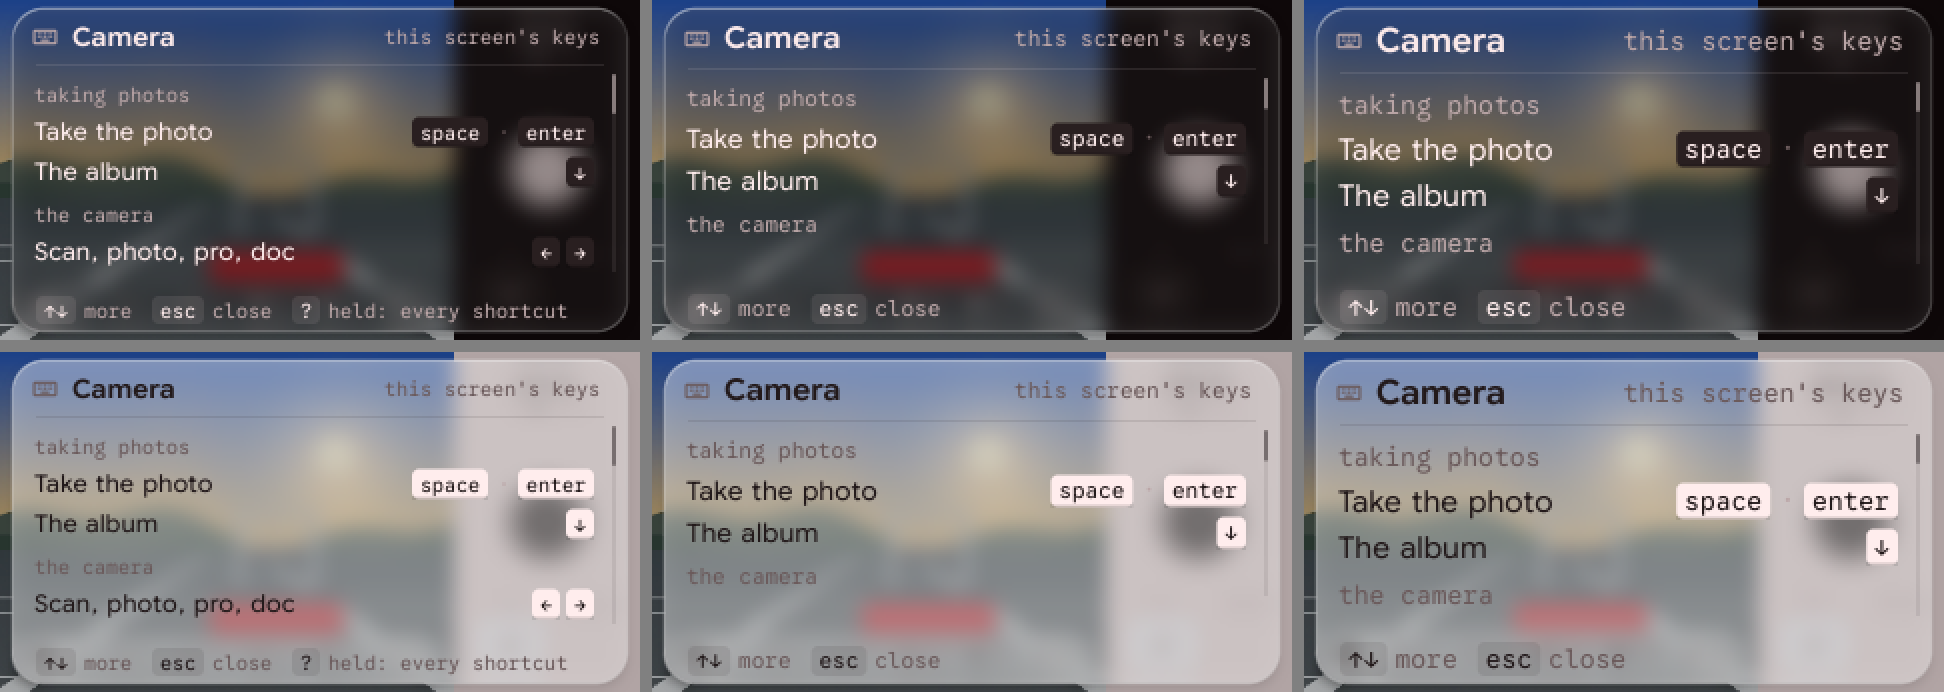 Camera this screen's keys
taking photos
Take the photo space · enter
The album ↓
the camera
Scan, photo, pro, doc ← →
↑↓ more esc close ? held: every shortcut
Camera this screen's keys
taking photos
Take the photo space · enter
The album ↓
the camera
↑↓ more esc close
Camera this screen's keys
taking photos
Take the photo space · enter
The album ↓
the camera
↑↓ more esc close
Camera this screen's keys
taking photos
Take the photo space · enter
The album ↓
the camera
Scan, photo, pro, doc ← →
↑↓ more esc close ? held: every shortcut
Camera this screen's keys
taking photos
Take the photo space · enter
The album ↓
the camera
↑↓ more esc close
Camera this screen's keys
taking photos
Take the photo space · enter
The album ↓
the camera
↑↓ more esc close